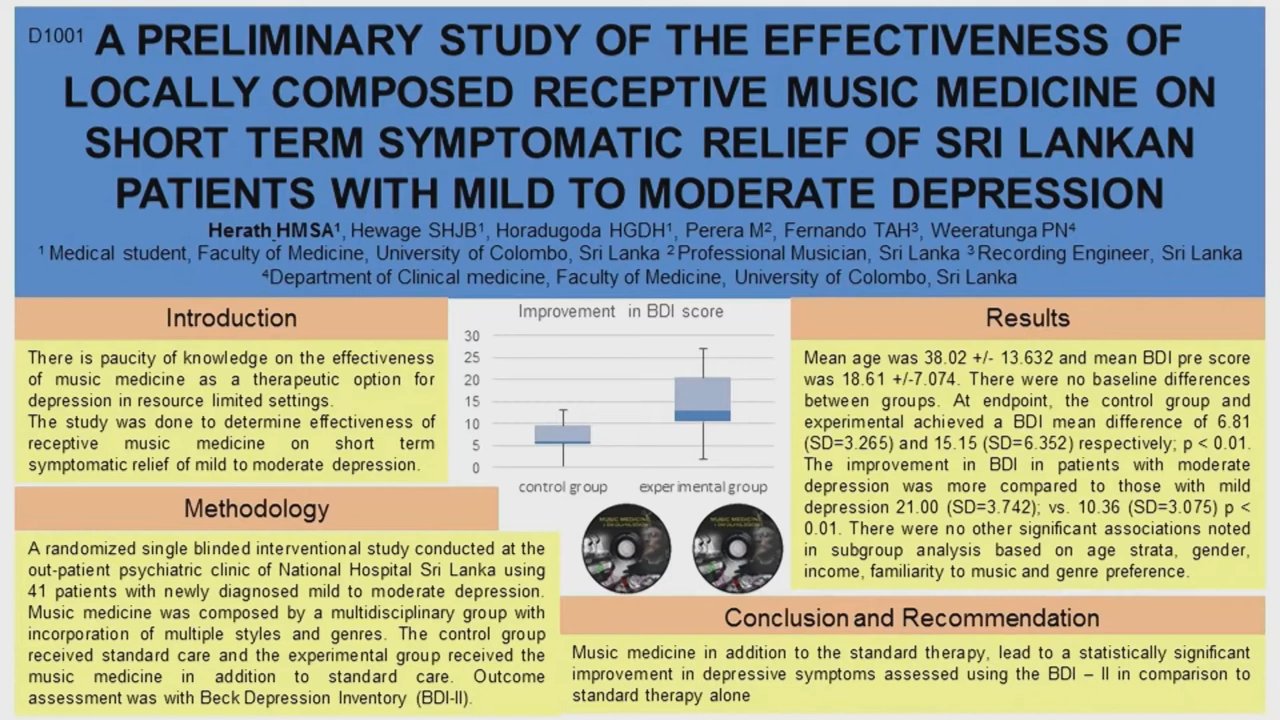 D1001 A PRELIMINARY STUDY OF THE EFFECTIVENESS OF
LOCALLY COMPOSED RECEPTIVE MUSIC MEDICINE ON
SHORT TERM SYMPTOMATIC RELIEF OF SRI LANKAN
PATIENTS WITH MILD TO MODERATE DEPRESSION
Herath HMSA¹, Hewage SHJB¹, Horadugoda HGDH¹, Perera M², Fernando TAH³, Weeratunga PN⁴
¹ Medical student, Faculty of Medicine, University of Colombo, Sri Lanka ² Professional Musician, Sri Lanka ³ Recording Engineer, Sri Lanka
⁴Department of Clinical medicine, Faculty of Medicine, University of Colombo, Sri Lanka
Introduction
There is paucity of knowledge on the effectiveness
of music medicine as a therapeutic option for
depression in resource limited settings.
The study was done to determine effectiveness of
receptive music medicine on short term
symptomatic relief of mild to moderate depression.
Methodology
A randomized single blinded interventional study conducted at the
out-patient psychiatric clinic of National Hospital Sri Lanka using
41 patients with newly diagnosed mild to moderate depression.
Music medicine was composed by a multidisciplinary group with
incorporation of multiple styles and genres. The control group
received standard care and the experimental group received the
music medicine in addition to standard care. Outcome
assessment was with Beck Depression Inventory (BDI-II).
Improvement in BDI score
30
25
20
15
10
5
0
control group experimental group
MUSIC MEDICINE
MUSIC MEDICINE
Results
Mean age was 38.02 +/- 13.632 and mean BDI pre score
was 18.61 +/-7.074. There were no baseline differences
between groups. At endpoint, the control group and
experimental achieved a BDI mean difference of 6.81
(SD=3.265) and 15.15 (SD=6.352) respectively; p < 0.01.
The improvement in BDI in patients with moderate
depression was more compared to those with mild
depression 21.00 (SD=3.742); vs. 10.36 (SD=3.075) p <
0.01. There were no other significant associations noted
in subgroup analysis based on age strata, gender,
income, familiarity to music and genre preference.
Conclusion and Recommendation
Music medicine in addition to the standard therapy, lead to a statistically significant
improvement in depressive symptoms assessed using the BDI – II in comparison to
standard therapy alone